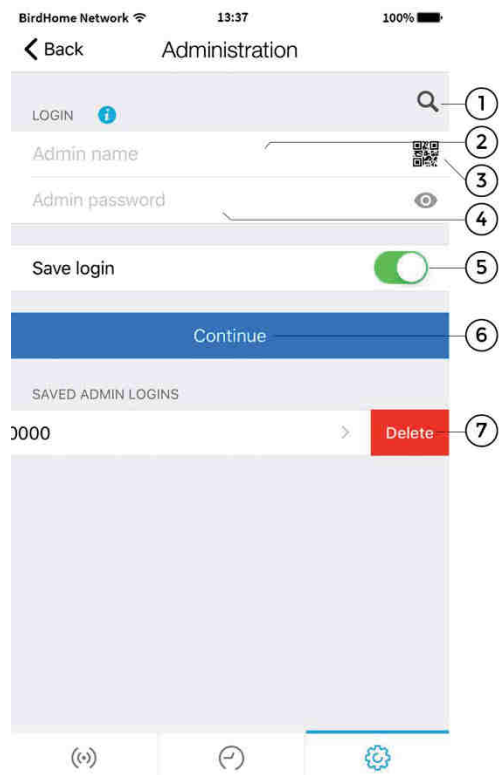 BirdHome Network 13:37 100%
Back Administration
LOGIN i
1
Admin name
2
3
Admin password
4
Save login
5
Continue
6
SAVED ADMIN LOGINS
0000 Delete
7